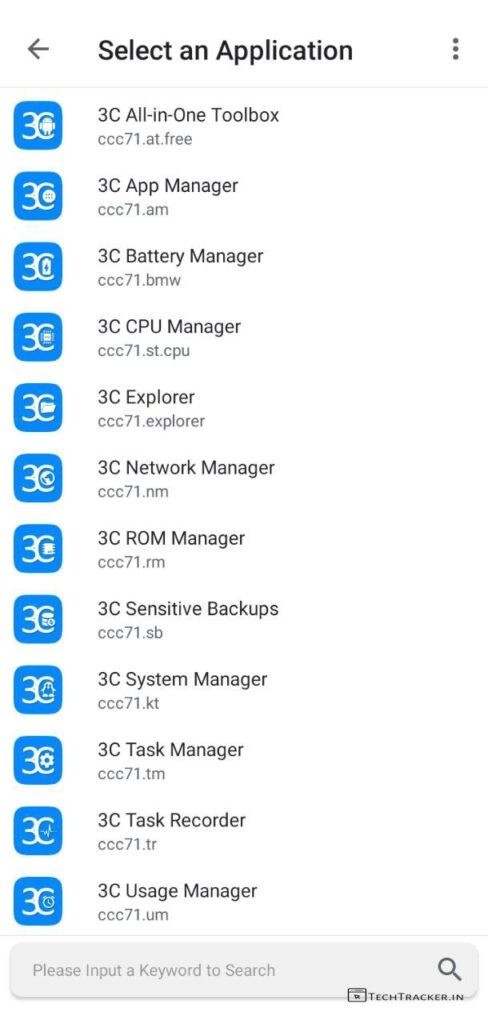 Select an Application
3C All-in-One Toolbox
ccc71.at.free
3C App Manager
ccc71.am
3C Battery Manager
ccc71.bmw
3C CPU Manager
ccc71.st.cpu
3C Explorer
ccc71.explorer
3C Network Manager
ccc71.nm
3C ROM Manager
ccc71.rm
3C Sensitive Backups
ccc71.sb
3C System Manager
ccc71.kt
3C Task Manager
ccc71.tm
3C Task Recorder
ccc71.tr
3C Usage Manager
ccc71.um
Please Input a Keyword to Search
TECHTRACKER.IN